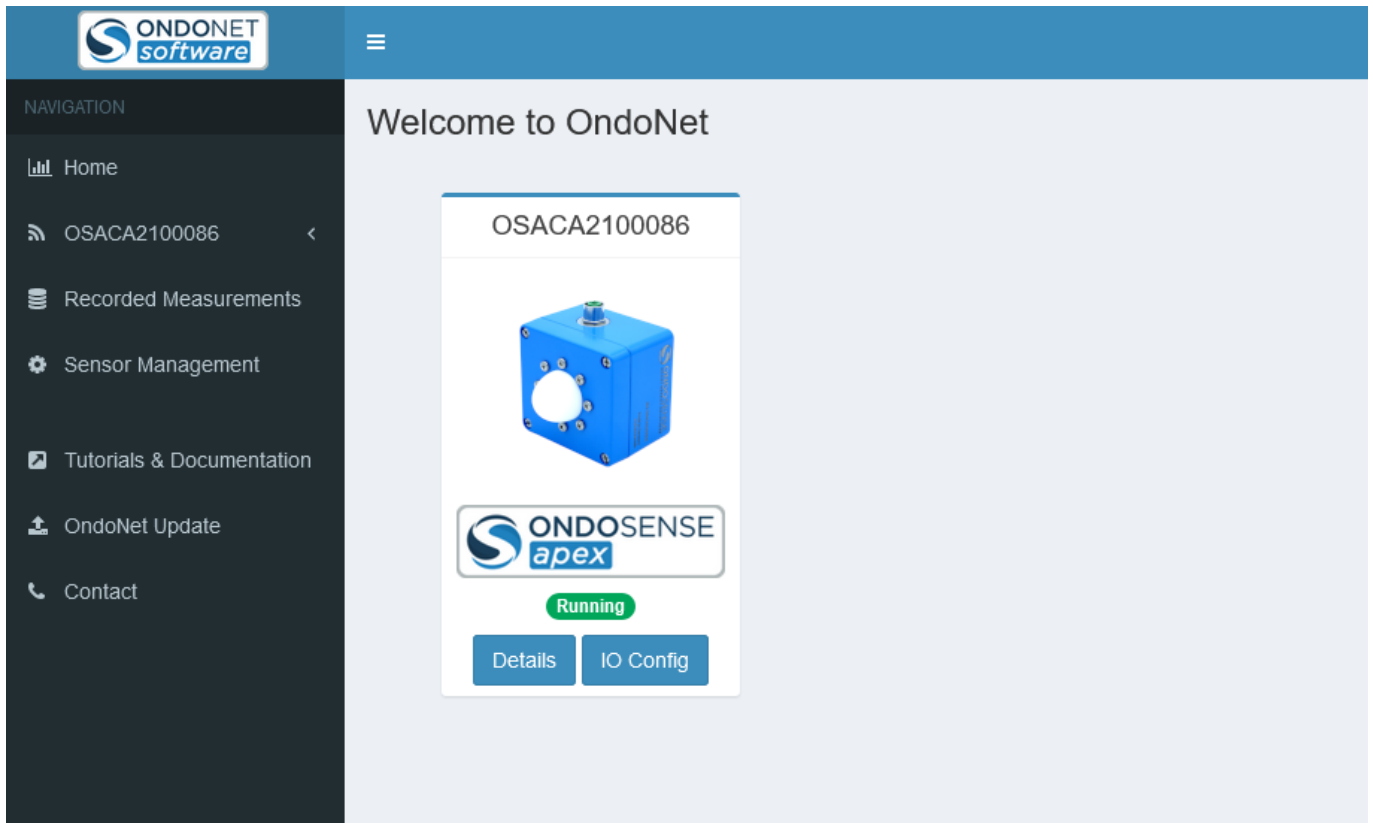 ONDONET
software
NAVIGATION
Home
OSACA2100086
Recorded Measurements
Sensor Management
Tutorials & Documentation
OndoNet Update
Contact
Welcome to OndoNet
OSACA2100086
ONDOSENSE
apex
Running
Details
IO Config